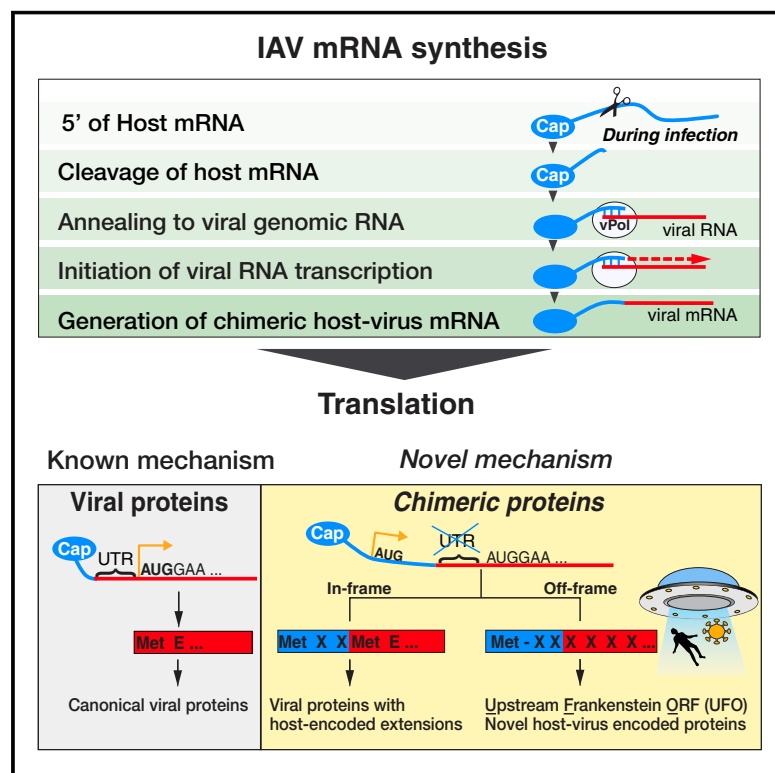 IAV mRNA synthesis
5' of Host mRNA
Cap
During infection
Cleavage of host mRNA
Cap
Annealing to viral genomic RNA
vPol
viral RNA
Initiation of viral RNA transcription
Generation of chimeric host-virus mRNA
viral mRNA
Translation
Known mechanism
Novel mechanism
Viral proteins
Cap
UTR
AUGGAA ...
Met E ...
Canonical viral proteins
Chimeric proteins
Cap
AUG
UTR
AUGGAA ...
In-frame
Off-frame
Met X X Met E ...
Met - X X X X X X ...
Viral proteins with
host-encoded extensions
Upstream Frankenstein ORF (UFO)
Novel host-virus encoded proteins